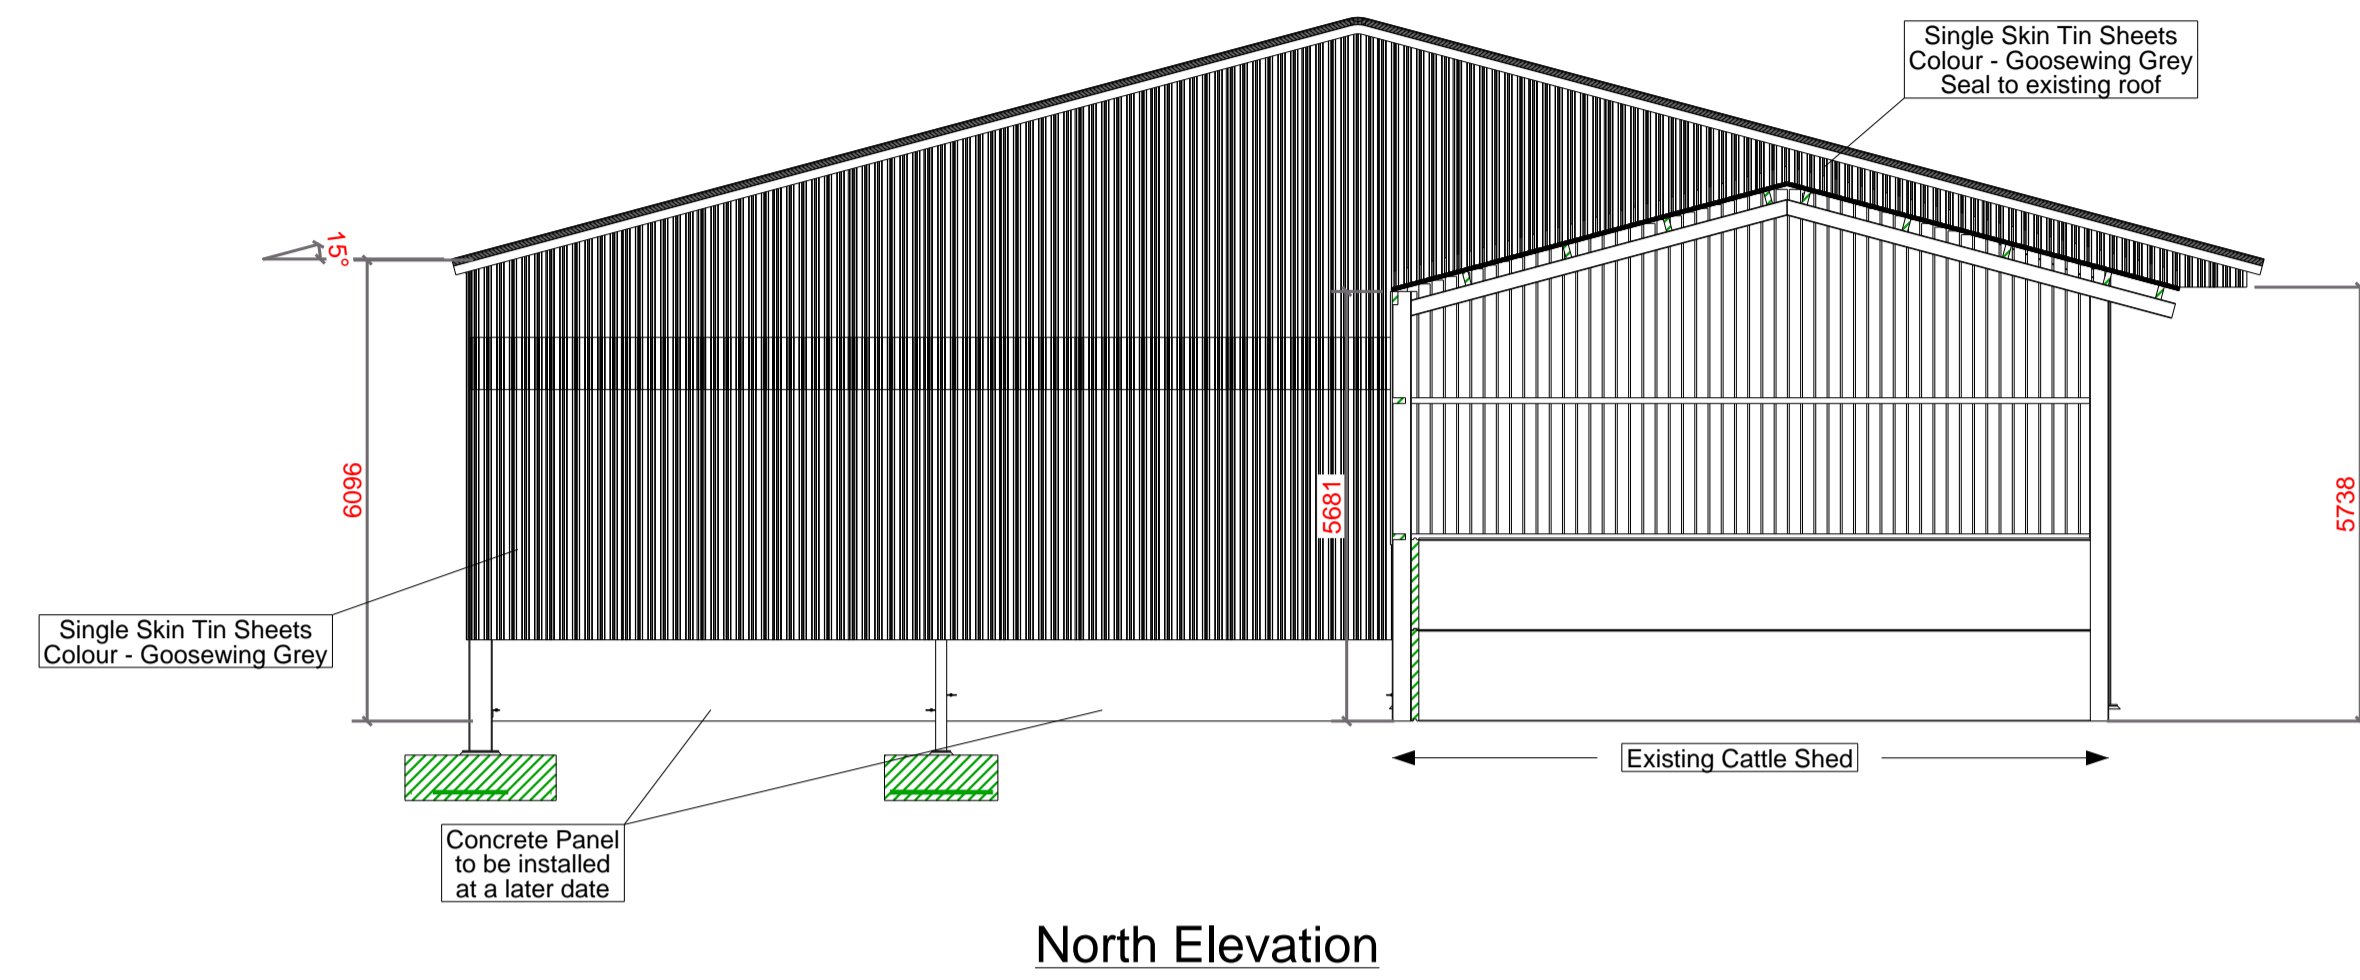 Single Skin Tin Sheets
Colour - Goosewing Grey
Seal to existing roof
15°
6096
5681
5738
Single Skin Tin Sheets
Colour - Goosewing Grey
Existing Cattle Shed
Concrete Panel
to be installed
at a later date
North Elevation